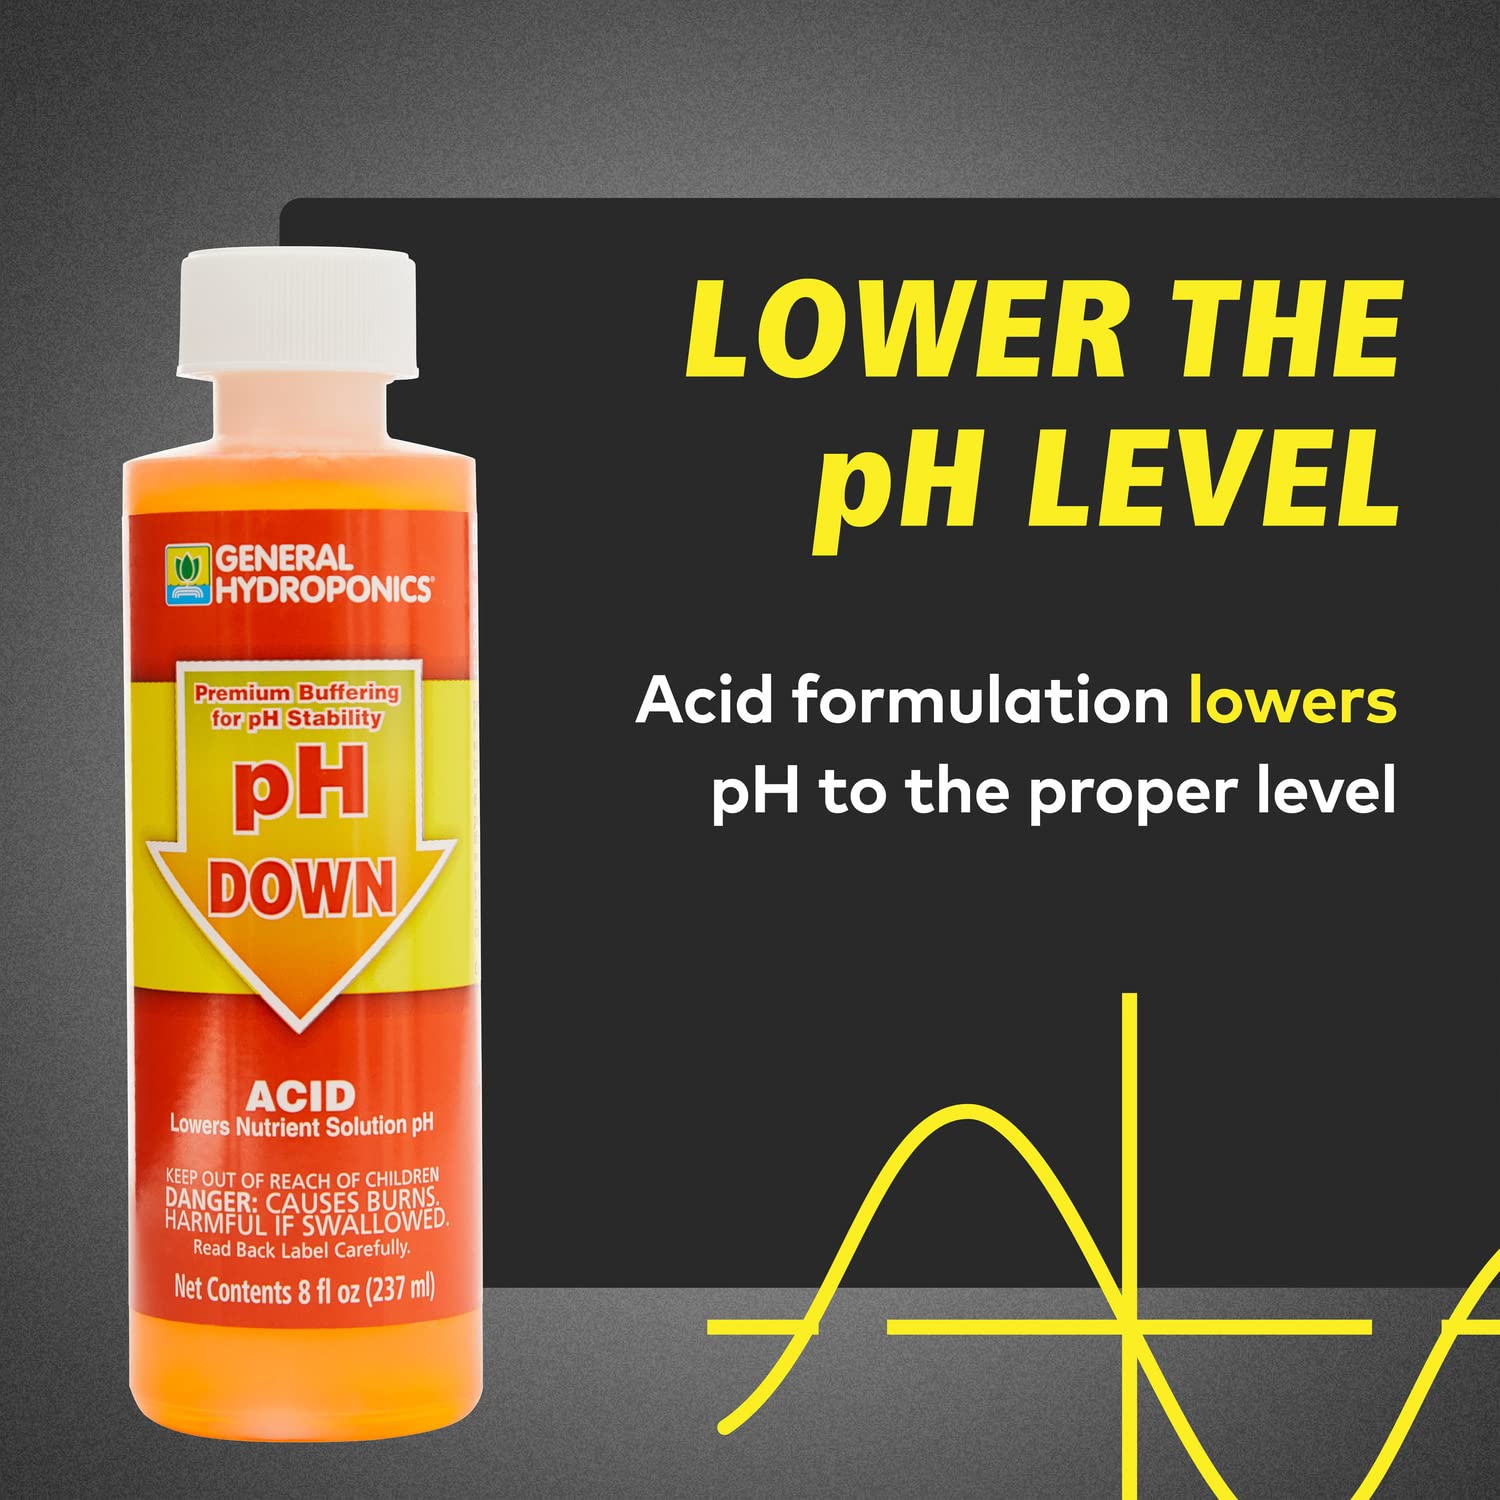 LOWER THE
pH LEVEL
Acid formulation lowers
pH to the proper level
GENERAL
HYDROPONICS®
Premium Buffering
for pH Stability
pH
DOWN
ACID
Lowers Nutrient Solution pH
KEEP OUT OF REACH OF CHILDREN
DANGER: CAUSES BURNS.
HARMFUL IF SWALLOWED.
Read Back Label Carefully.
Net Contents 8 fl oz (237 ml)